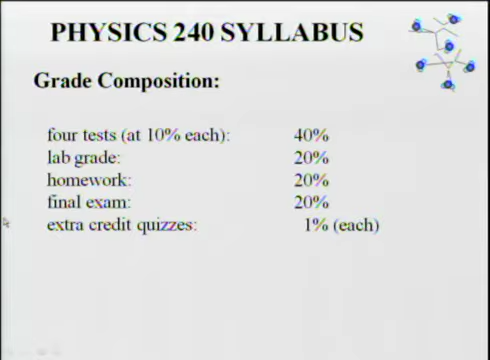 PHYSICS 240 SYLLABUS
Grade Composition:
four tests (at 10% each): 40%
lab grade: 20%
homework: 20%
final exam: 20%
extra credit quizzes: 1% (each)